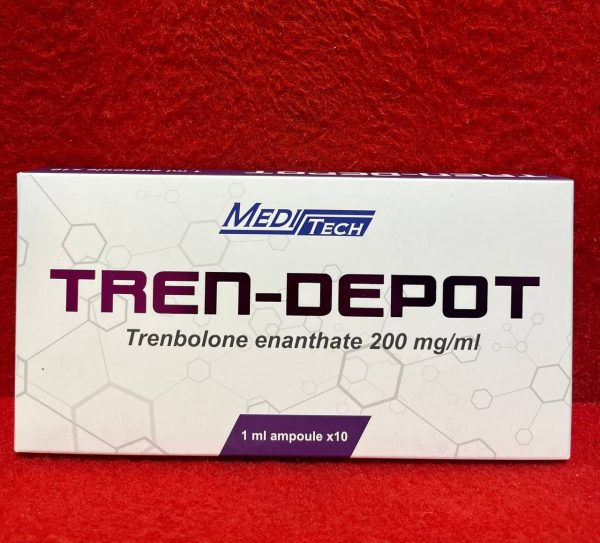 MEDITECH
TREN-DEPOT
Trenbolone enanthate 200 mg/ml
1 ml ampoule x10